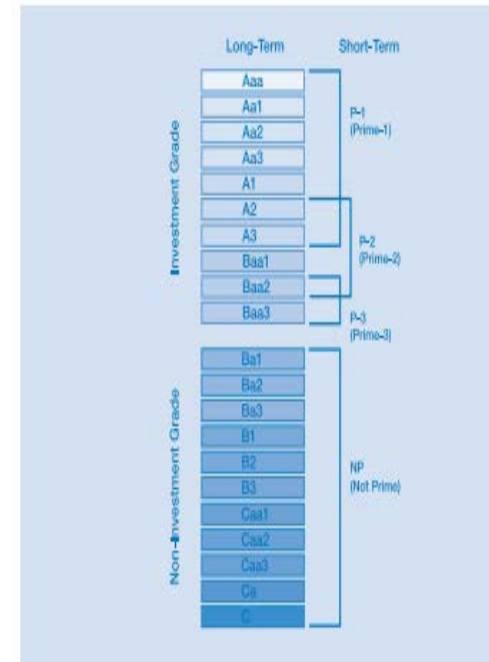 Long-Term Short-Term
Investment Grade
Aaa
Aa1
Aa2
Aa3
A1
A2
A3
Baa1
Baa2
Baa3
P-1
(Prime-1)
P-2
(Prime-2)
P-3
(Prime-3)
Non-Investment Grade
Ba1
Ba2
Ba3
B1
B2
B3
Caa1
Caa2
Caa3
Ca
C
NP
(Not Prime)